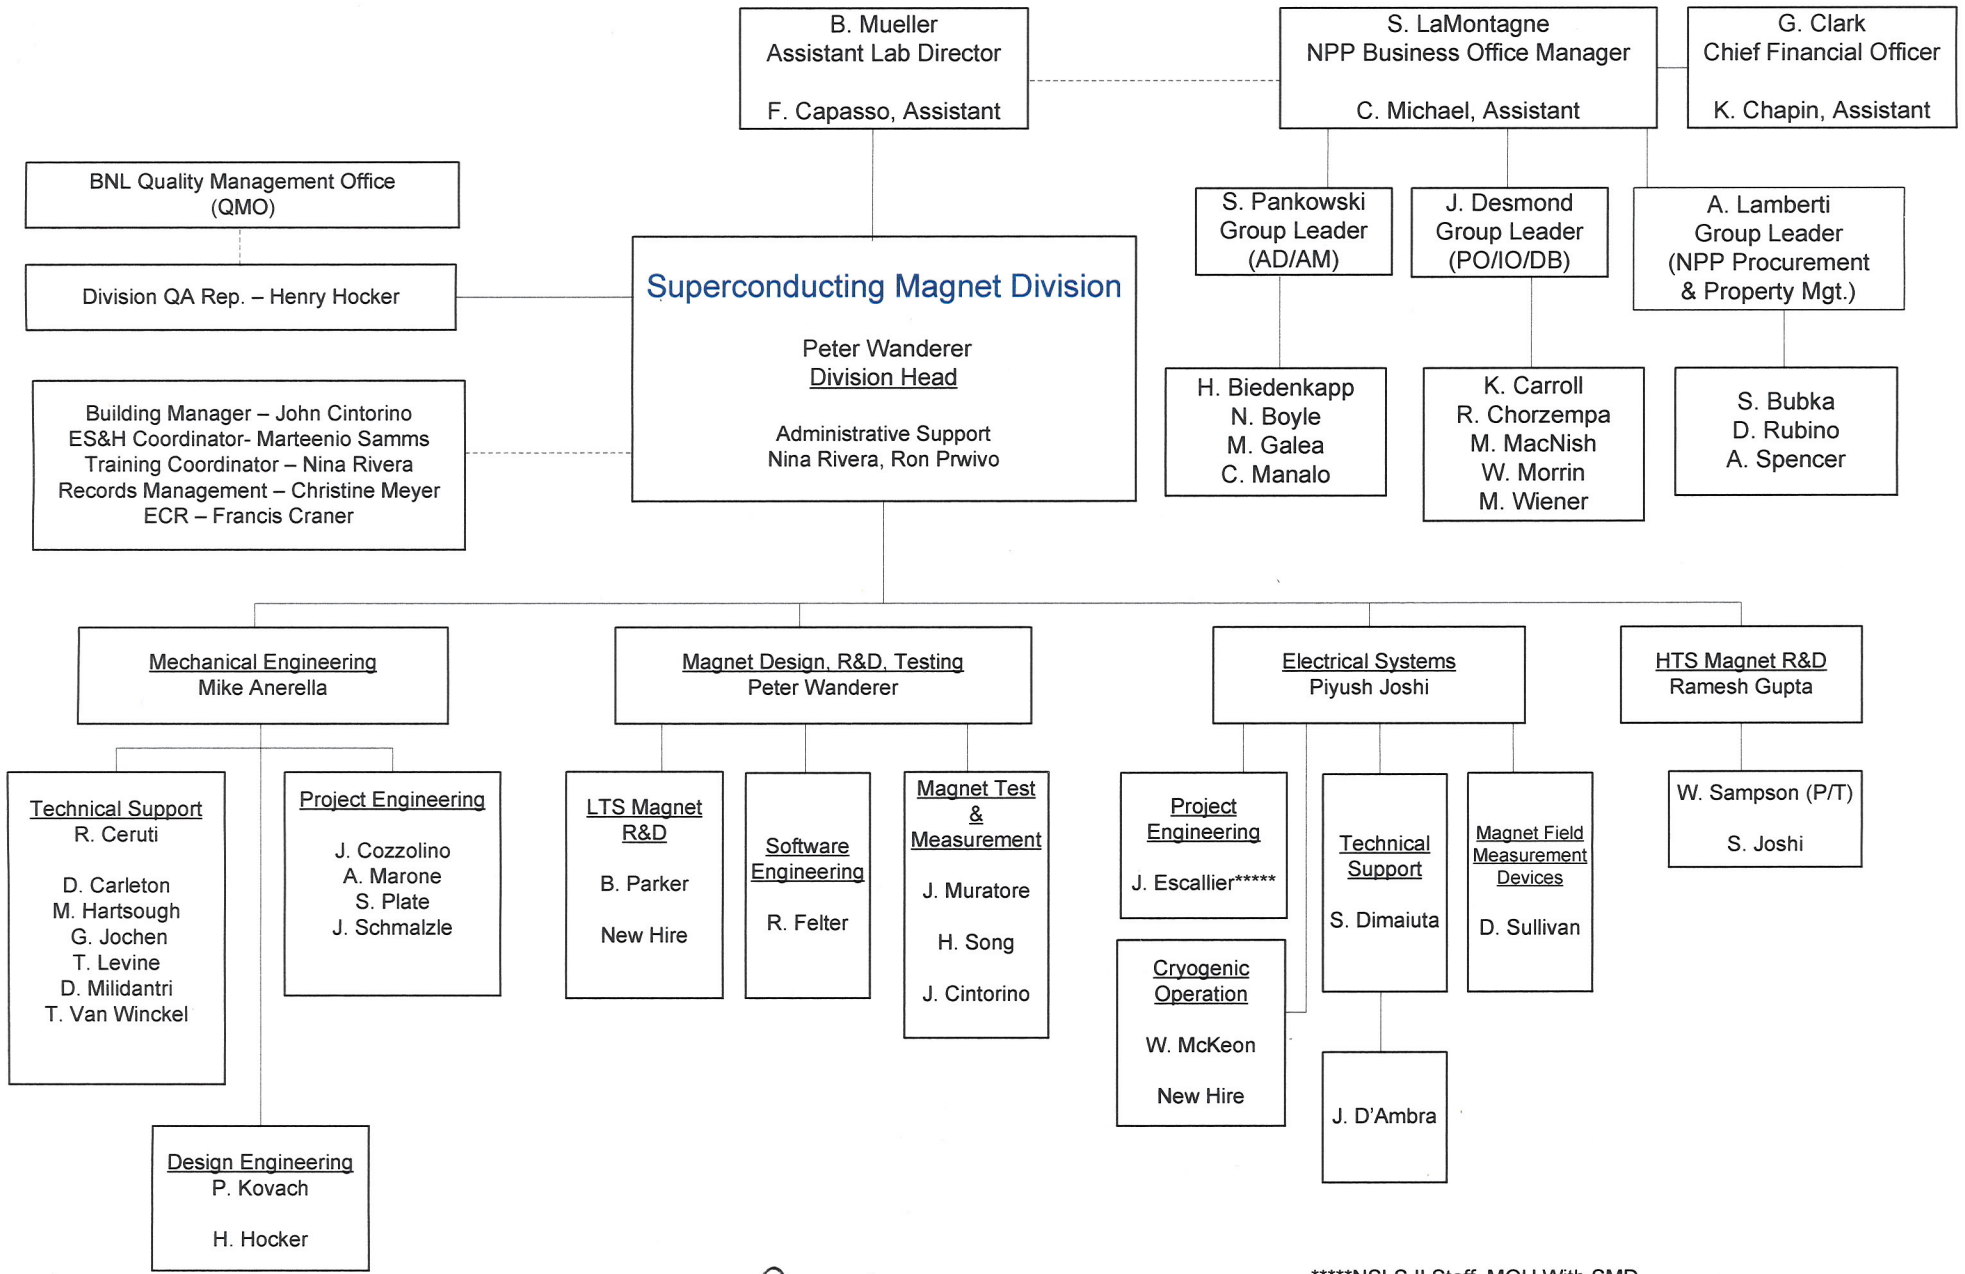 B. Mueller
Assistant Lab Director
F. Capasso, Assistant
S. LaMontagne
NPP Business Office Manager
C. Michael, Assistant
G. Clark
Chief Financial Officer
K. Chapin, Assistant
BNL Quality Management Office
(QMO)
Division QA Rep. – Henry Hocker
Building Manager – John Cintorino
ES&H Coordinator- Marteenio Samms
Training Coordinator – Nina Rivera
Records Management – Christine Meyer
ECR – Francis Craner
Superconducting Magnet Division
Peter Wanderer
Division Head
Administrative Support
Nina Rivera, Ron Prwivo
S. Pankowski
Group Leader
(AD/AM)
J. Desmond
Group Leader
(PO/IO/DB)
A. Lamberti
Group Leader
(NPP Procurement
& Property Mgt.)
H. Biedenkapp
N. Boyle
M. Galea
C. Manalo
K. Carroll
R. Chorzempa
M. MacNish
W. Morrin
M. Wiener
S. Bubka
D. Rubino
A. Spencer
Mechanical Engineering
Mike Anerella
Magnet Design, R&D, Testing
Peter Wanderer
Electrical Systems
Piyush Joshi
HTS Magnet R&D
Ramesh Gupta
Technical Support
R. Ceruti
D. Carleton
M. Hartsough
G. Jochen
T. Levine
D. Milidantri
T. Van Winckel
Project Engineering
J. Cozzolino
A. Marone
S. Plate
J. Schmalzle
Design Engineering
P. Kovach
H. Hocker
LTS Magnet
R&D
B. Parker
New Hire
Software
Engineering
R. Felter
Magnet Test
&
Measurement
J. Muratore
H. Song
J. Cintorino
Project
Engineering
J. Escallier*****
Cryogenic
Operation
W. McKeon
New Hire
Technical
Support
S. Dimaiuta
J. D'Ambra
Magnet Field
Measurement
Devices
D. Sullivan
W. Sampson (P/T)
S. Joshi
*****NSLS II Staff, MOU With SMD